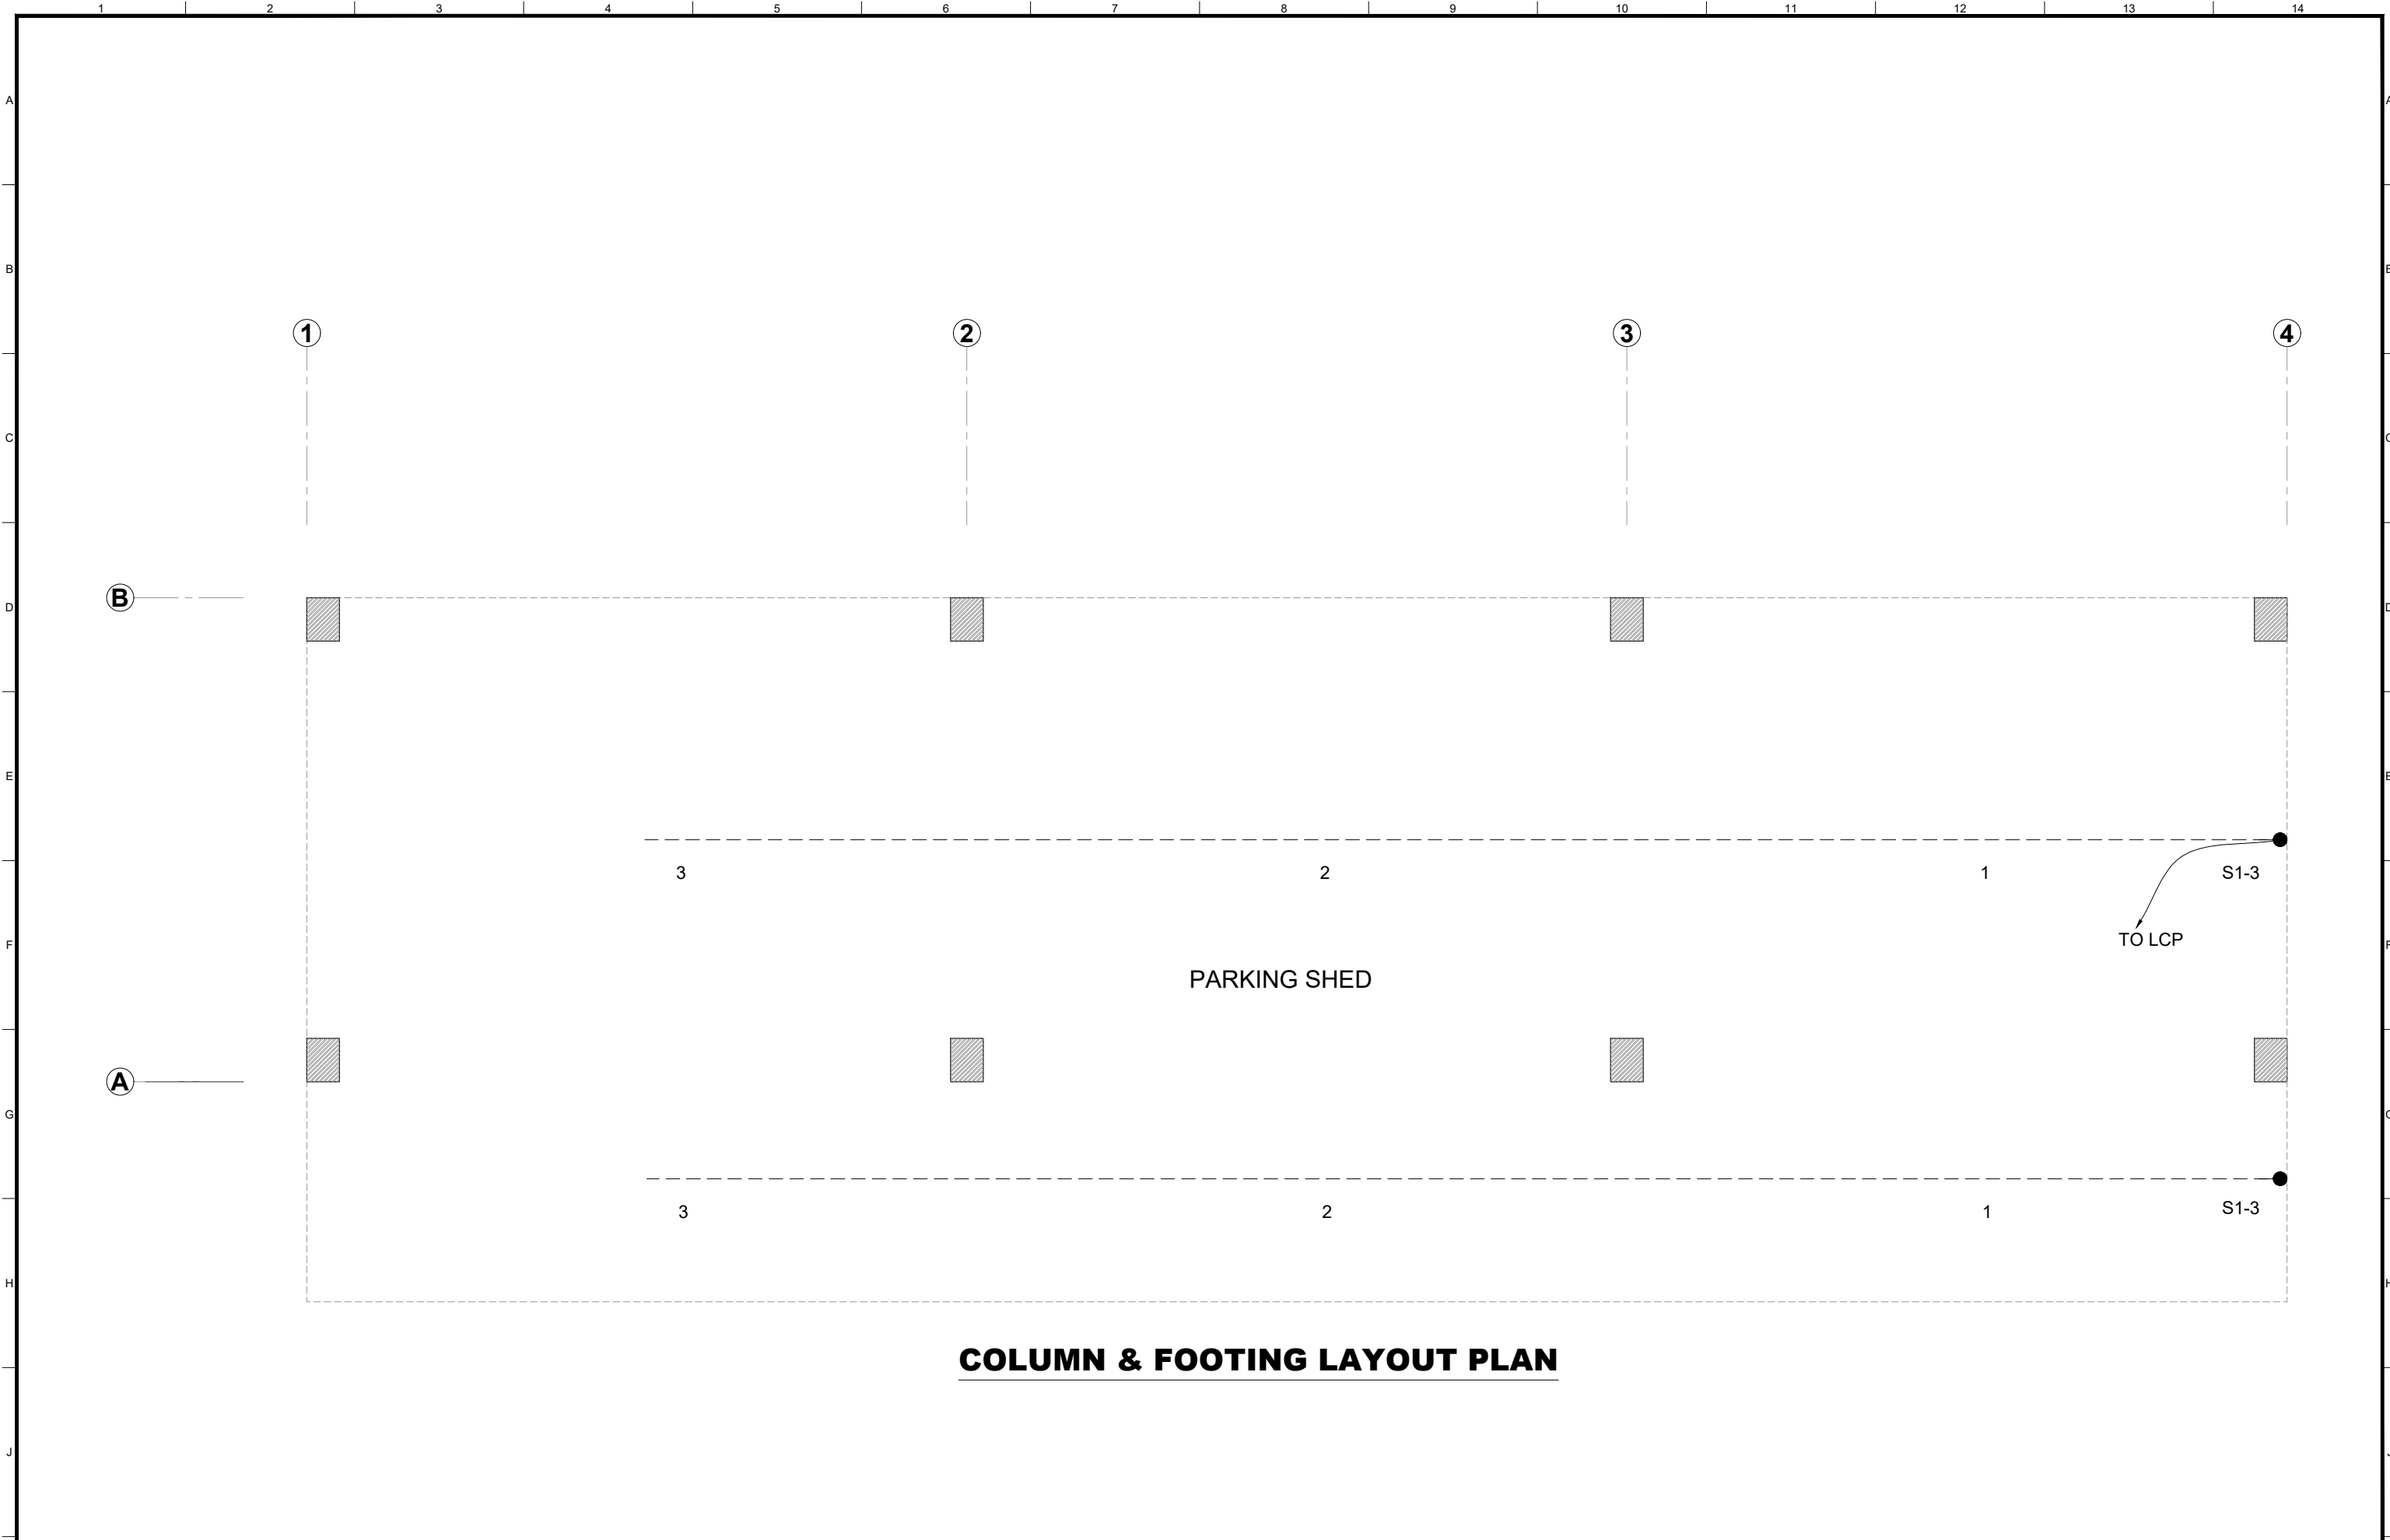 1 2 3 4 5 6 7 8 9 10 11 12 13 14
A
B
1 2 3 4
C
B
D
E
3 2 1 S1-3
F
TO LCP
PARKING SHED
A
G
3 2 1 S1-3
H
COLUMN & FOOTING LAYOUT PLAN
J